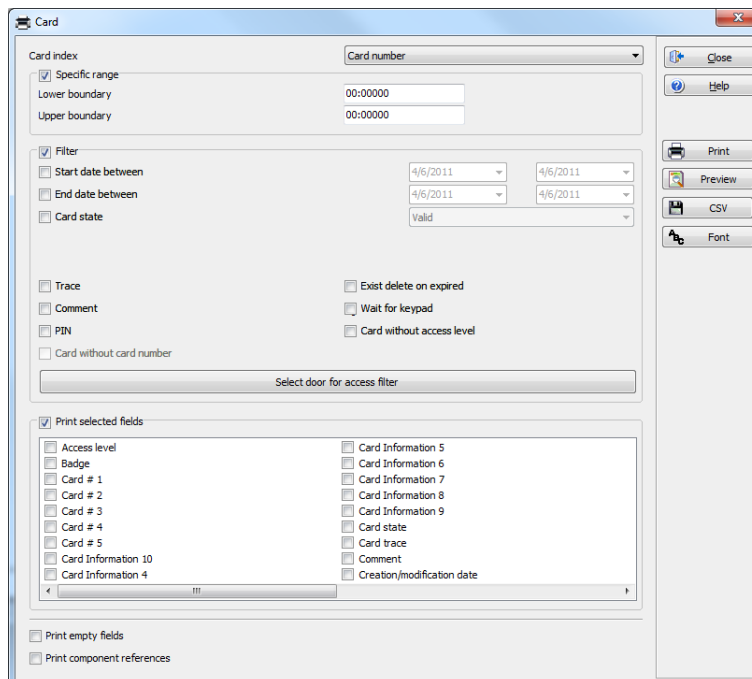 Card
Card index
Card number
Specific range
Lower boundary
00:00000
Upper boundary
00:00000
Filter
Start date between
4/6/2011
4/6/2011
End date between
4/6/2011
4/6/2011
Card state
Valid
Trace
Exist delete on expired
Comment
Wait for keypad
PIN
Card without access level
Card without card number
Select door for access filter
Print selected fields
Access level
Card Information 5
Badge
Card Information 6
Card # 1
Card Information 7
Card # 2
Card Information 8
Card # 3
Card Information 9
Card # 4
Card state
Card # 5
Card trace
Card Information 10
Comment
Card Information 4
Creation/modification date
Print empty fields
Print component references
Close
Help
Print
Preview
CSV
ABC
Font